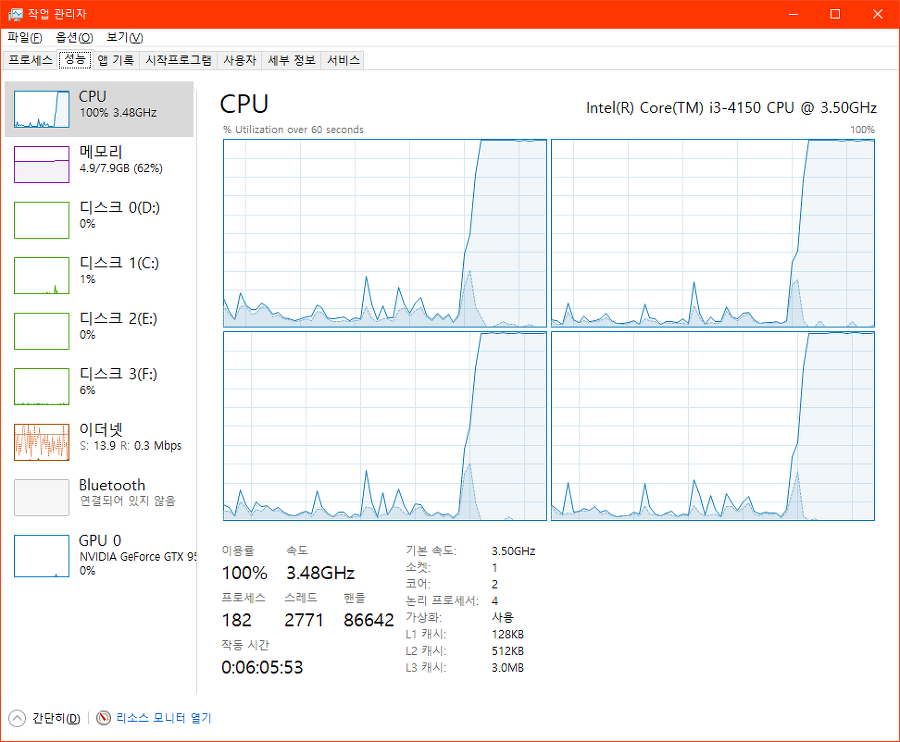 작업 관리자
파일(F) 옵션(O) 보기(V)
프로세스 성능 앱 기록 시작프로그램 사용자 세부 정보 서비스
CPU
100% 3.48GHz
메모리
4.9/7.9GB (62%)
디스크 0(D:)
0%
디스크 1(C:)
1%
디스크 2(E:)
0%
디스크 3(F:)
6%
이더넷
S: 13.9 R: 0.3 Mbps
Bluetooth
연결되어 있지 않음
GPU 0
NVIDIA GeForce GTX 95
0%
CPU
Intel(R) Core(TM) i3-4150 CPU @ 3.50GHz
% Utilization over 60 seconds
100%
이용률 속도
100% 3.48GHz
프로세스 스레드 핸들
182 2771 86642
작동 시간
0:06:05:53
기본 속도: 3.50GHz
소켓: 1
코어: 2
논리 프로세서: 4
가상화: 사용
L1 캐시: 128KB
L2 캐시: 512KB
L3 캐시: 3.0MB
간단히(D) 리소스 모니터 열기